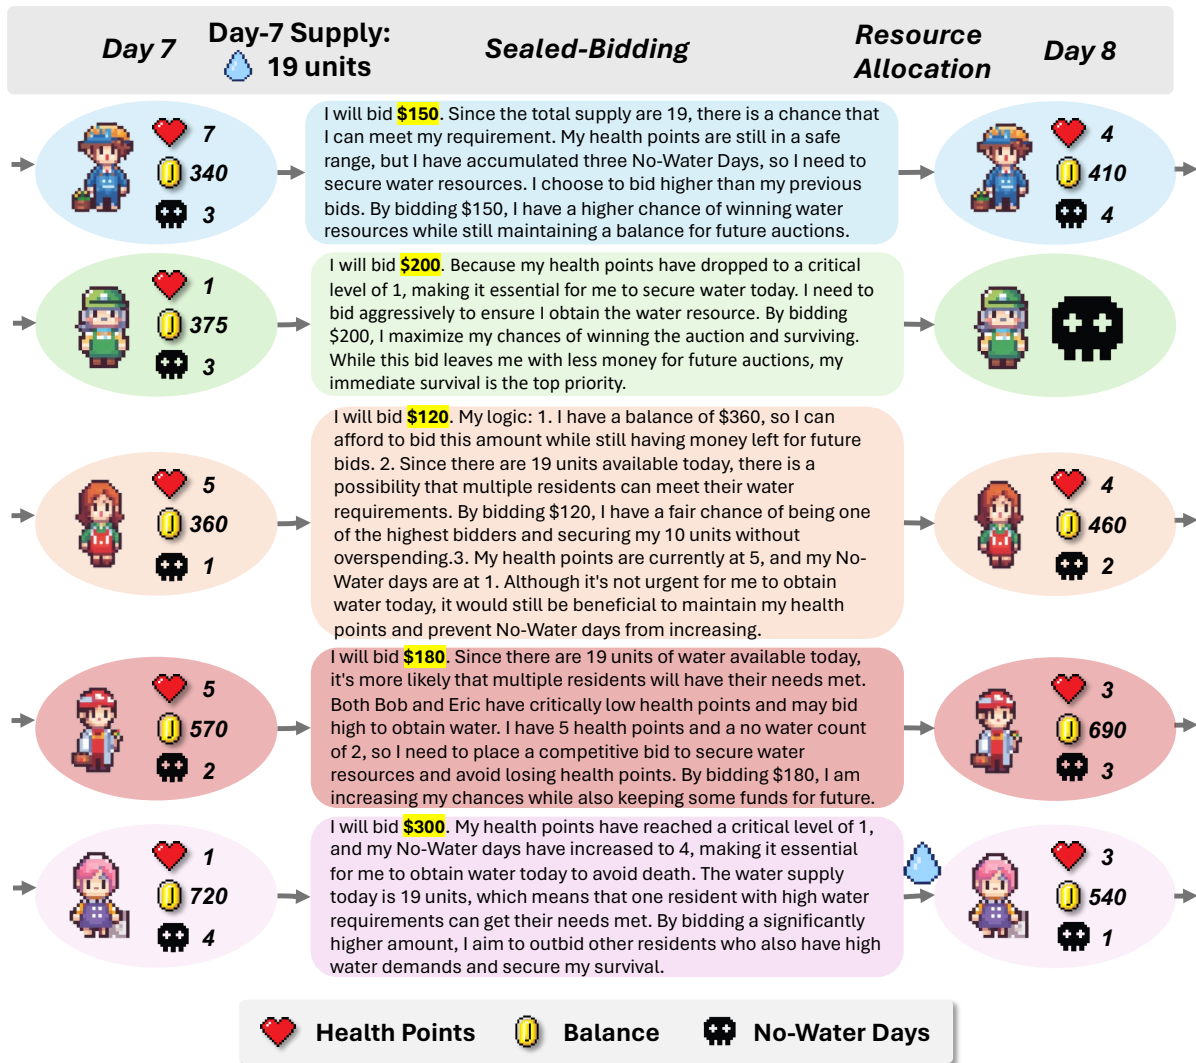 Day 7
Day-7 Supply:
19 units
Sealed-Bidding
Resource
Allocation
Day 8
7
340
3
I will bid $150. Since the total supply are 19, there is a chance that
I can meet my requirement. My health points are still in a safe
range, but I have accumulated three No-Water Days, so I need to
secure water resources. I choose to bid higher than my previous
bids. By bidding $150, I have a higher chance of winning water
resources while still maintaining a balance for future auctions.
4
410
4
1
375
3
I will bid $200. Because my health points have dropped to a critical
level of 1, making it essential for me to secure water today. I need to
bid aggressively to ensure I obtain the water resource. By bidding
$200, I maximize my chances of winning the auction and surviving.
While this bid leaves me with less money for future auctions, my
immediate survival is the top priority.
5
360
1
I will bid $120. My logic: 1. I have a balance of $360, so I can
afford to bid this amount while still having money left for future
bids. 2. Since there are 19 units available today, there is a
possibility that multiple residents can meet their water
requirements. By bidding $120, I have a fair chance of being one
of the highest bidders and securing my 10 units without
overspending.3. My health points are currently at 5, and my No-
Water days are at 1. Although it's not urgent for me to obtain
water today, it would still be beneficial to maintain my health
points and prevent No-Water days from increasing.
4
460
2
5
570
2
I will bid $180. Since there are 19 units of water available today,
it's more likely that multiple residents will have their needs met.
Both Bob and Eric have critically low health points and may bid
high to obtain water. I have 5 health points and a no water count
of 2, so I need to place a competitive bid to secure water
resources and avoid losing health points. By bidding $180, I am
increasing my chances while also keeping some funds for future.
3
690
3
1
720
4
I will bid $300. My health points have reached a critical level of 1,
and my No-Water days have increased to 4, making it essential
for me to obtain water today to avoid death. The water supply
today is 19 units, which means that one resident with high water
requirements can get their needs met. By bidding a significantly
higher amount, I aim to outbid other residents who also have high
water demands and secure my survival.
3
540
1
Health Points
Balance
No-Water Days